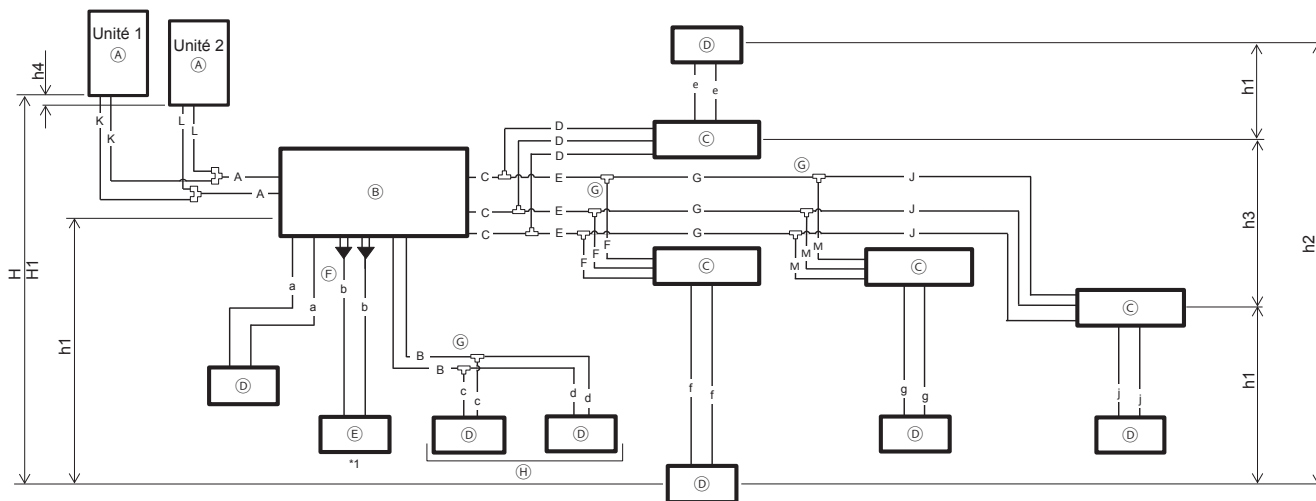 Unité 1
Ⓐ
Unité 2
Ⓐ
h4
K
K
L
L
A
A
H
H1
h1
Ⓑ
a
a
Ⓕ
b
b
Ⓓ
Ⓔ
*1
Ⓖ
B
B
c
c
d
d
Ⓓ
Ⓓ
Ⓗ
C
C
C
D
D
D
Ⓓ
e
e
Ⓒ
E
E
E
Ⓖ
F
F
F
G
G
G
Ⓖ
Ⓒ
f
f
Ⓓ
M
M
M
Ⓒ
g
g
Ⓓ
J
J
J
Ⓒ
j
j
Ⓓ
h1
h3
h2
h1